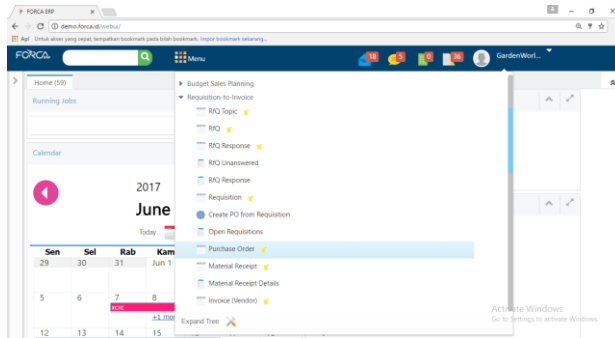 FORCA ERP
demo.forca.id/webui/
Apl Untuk akses yang cepat, tempatkan bookmark pada bilah bookmark. Impor bookmark sekarang...
FORCA
Menu
18
5
0
36
GardenWorl...
Home (59)
Running Jobs
Calendar
2017
June
Today
Sen Sel Rab Kam
29 30 31 Jun 1
5 6 7 8
XCXC
+1 mor
12 13 14 15
Budget Sales Planning
Requisition-to-Invoice
RfQ Topic
RfQ
RfQ Response
RfQ Unanswered
RfQ Response
Requisition
Create PO from Requisition
Open Requisitions
Purchase Order
Material Receipt
Material Receipt Details
Invoice (Vendor)
Expand Tree
Activate Windows
Go to Settings to activate Windows.